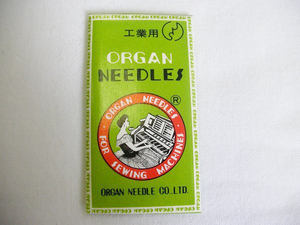 工業用
ORGAN
NEEDLES
®
· ORGAN NEEDLES ·
FOR SEWING MACHINES
ORGAN NEEDLE CO., LTD.